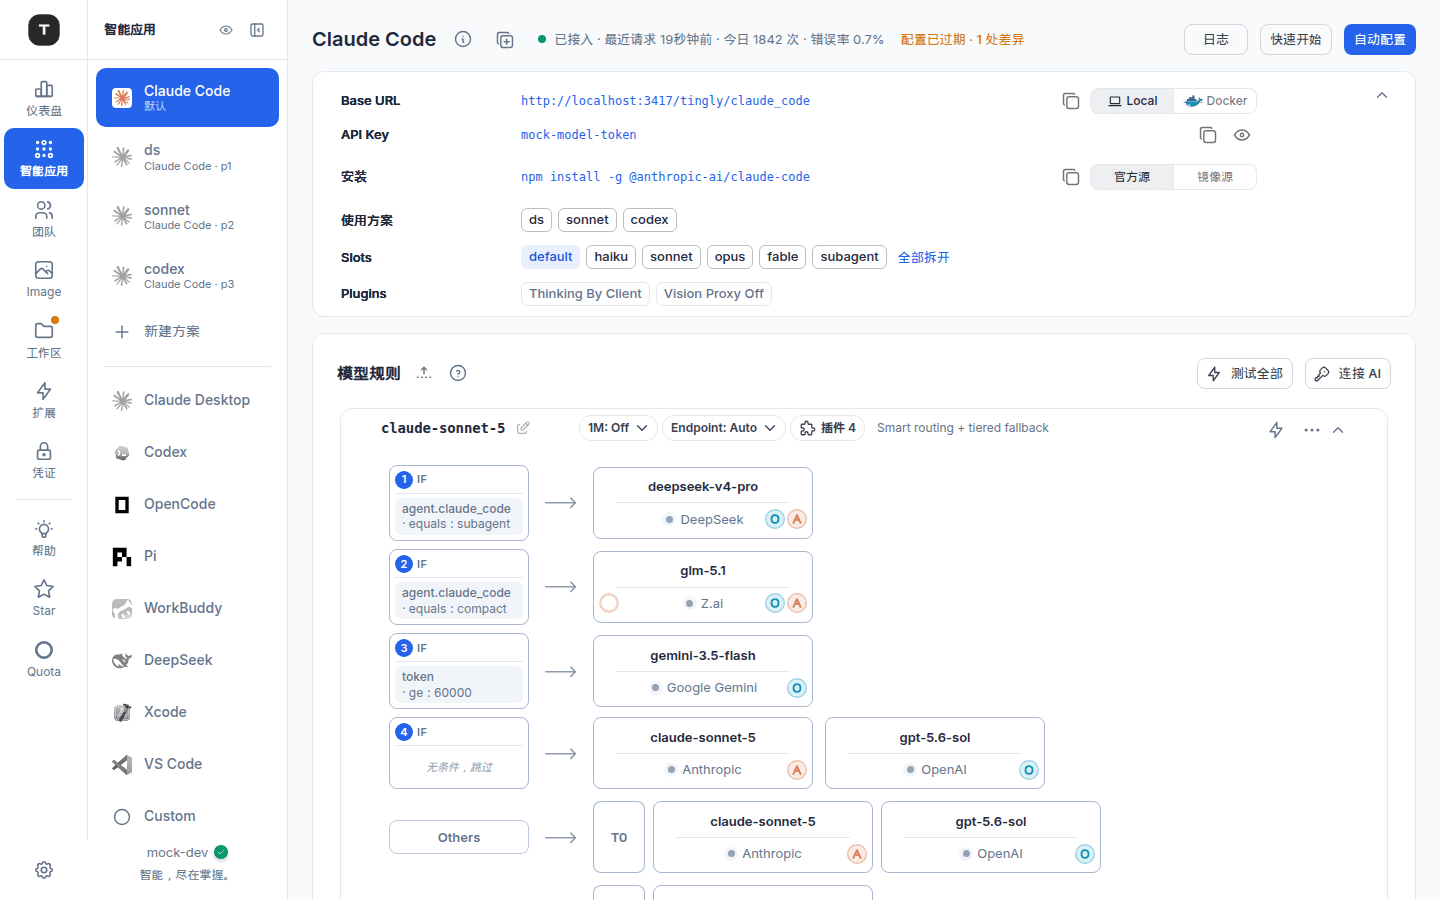 T
智能应用
仪表盘
智能应用
团队
Image
工作区
扩展
凭证
帮助
Star
Quota
Claude Code
默认
ds
Claude Code · p1
sonnet
Claude Code · p2
codex
Claude Code · p3
新建方案
Claude Desktop
Codex
OpenCode
Pi
WorkBuddy
DeepSeek
Xcode
VS Code
Custom
mock-dev
智能，尽在掌握。
Claude Code
已接入 · 最近请求 19秒钟前 · 今日 1842 次 · 错误率 0.7%
配置已过期 · 1 处差异
日志
快速开始
自动配置
Base URL
http://localhost:3417/tingly/claude_code
Local
Docker
API Key
mock-model-token
安装
npm install -g @anthropic-ai/claude-code
官方源
镜像源
使用方案
ds
sonnet
codex
Slots
default
haiku
sonnet
opus
fable
subagent
全部拆开
Plugins
Thinking By Client
Vision Proxy Off
模型规则
测试全部
连接 AI
claude-sonnet-5
1M: Off
Endpoint: Auto
插件 4
Smart routing + tiered fallback
1 IF
agent.claude_code
· equals : subagent
deepseek-v4-pro
DeepSeek
O
A
2 IF
agent.claude_code
· equals : compact
glm-5.1
Z.ai
O
A
3 IF
token
· ge : 60000
gemini-3.5-flash
Google Gemini
O
4 IF
无条件，跳过
claude-sonnet-5
Anthropic
A
gpt-5.6-sol
OpenAI
O
Others
T0
claude-sonnet-5
Anthropic
A
gpt-5.6-sol
OpenAI
O